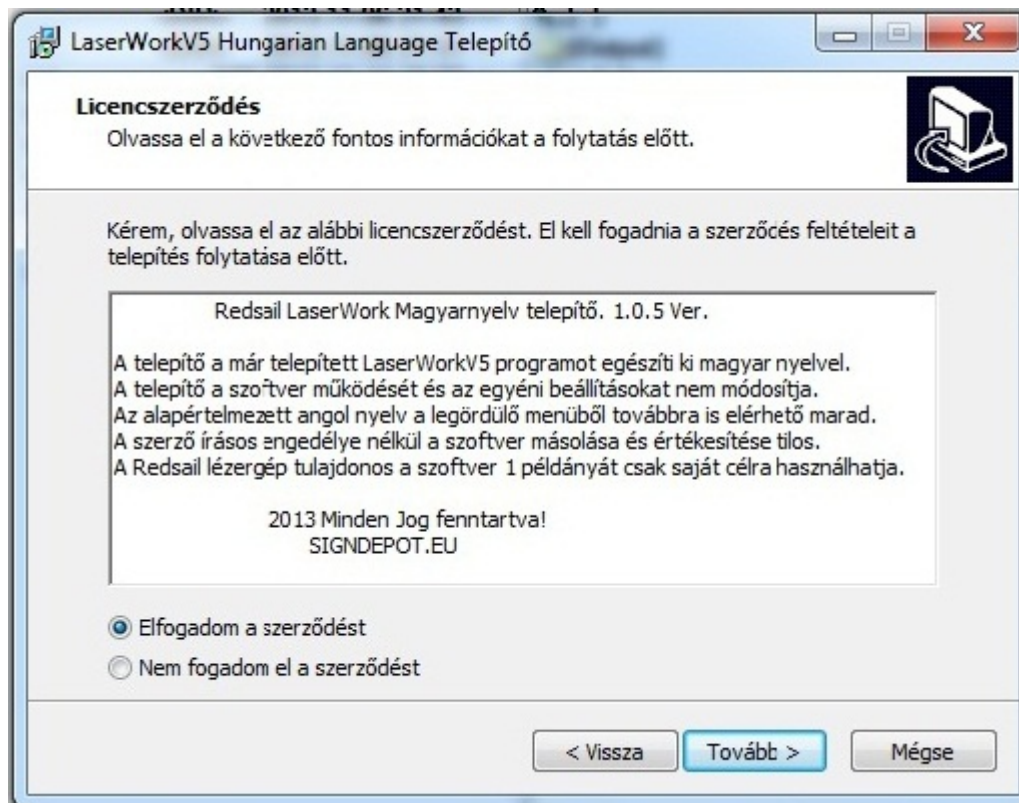 LaserWorkV5 Hungarian Language Telepítő
Licencszerződés
Olvassa el a következő fontos információkat a folytatás előtt.
Kérem, olvassa el az alábbi licencszerződést. El kell fogadnia a szerződés feltételeit a
telepítés folytatása előtt.
Redsail LaserWork Magyarnyelv telepítő. 1.0.5 Ver.
A telepítő a már telepített LaserWorkV5 programot egészíti ki magyar nyelvel.
A telepítő a szoftver működését és az egyéni beállításokat nem módosítja.
Az alapértelmezett angol nyelv a legördülő menüből továbbra is elérhető marad.
A szerző írásos engedélye nélkül a szoftver másolása és értékesítése tilos.
A Redsail lézergép tulajdonos a szoftver 1 példányát csak saját célra használhatja.
2013 Minden Jog fenntartva!
SIGNDEPOT.EU
Elfogadom a szerződést
Nem fogadom el a szerződést
< Vissza Tovább > Mégse